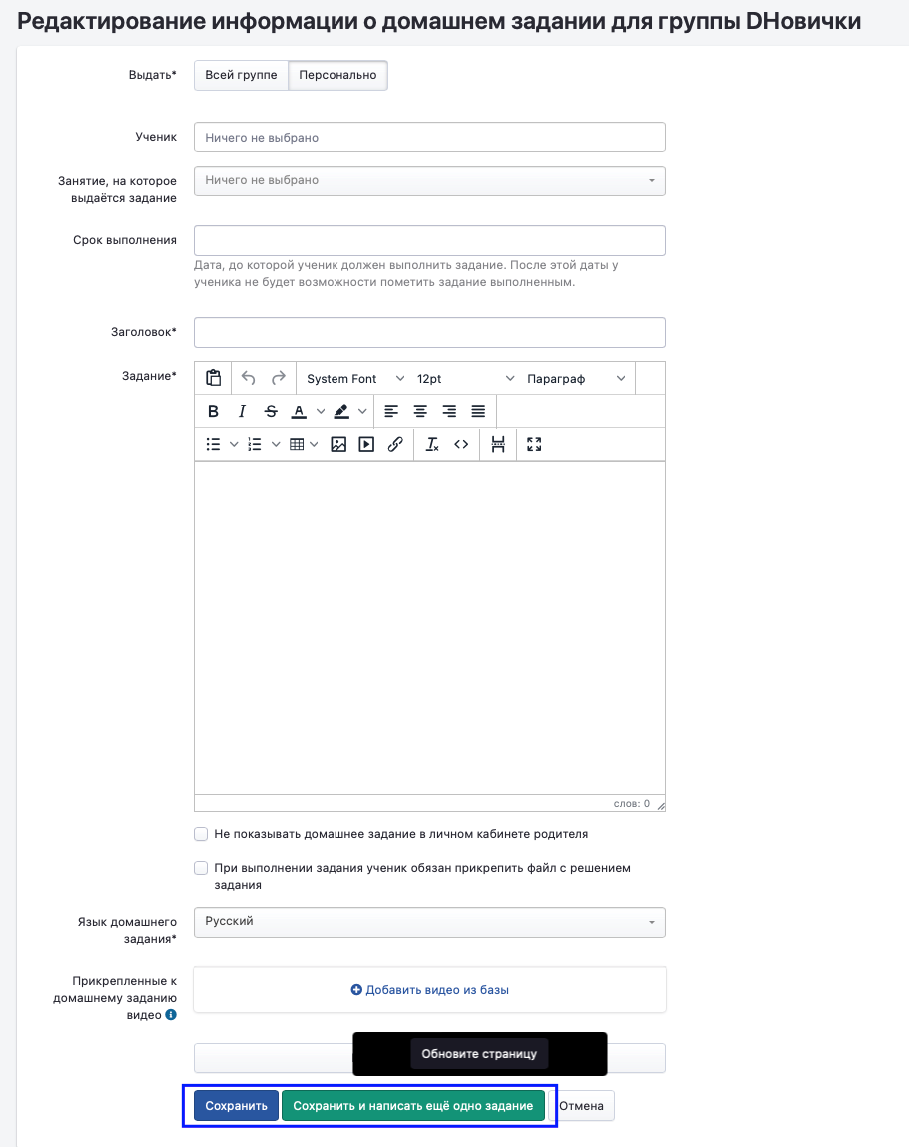 Редактирование информации о домашнем задании для группы DНовички
Выдать*
Всей группе
Персонально
Ученик
Ничего не выбрано
Занятие, на которое
выдаётся задание
Ничего не выбрано
Срок выполнения
Дата, до которой ученик должен выполнить задание. После этой даты у
ученика не будет возможности пометить задание выполненным.
Заголовок*
Задание*
System Font
12pt
Параграф
слов: 0
Не показывать домашнее задание в личном кабинете родителя
При выполнении задания ученик обязан прикрепить файл с решением
задания
Язык домашнего
задания*
Русский
Прикрепленные к
домашнему заданию
видео
Добавить видео из базы
Обновите страницу
Сохранить
Сохранить и написать ещё одно задание
Отмена